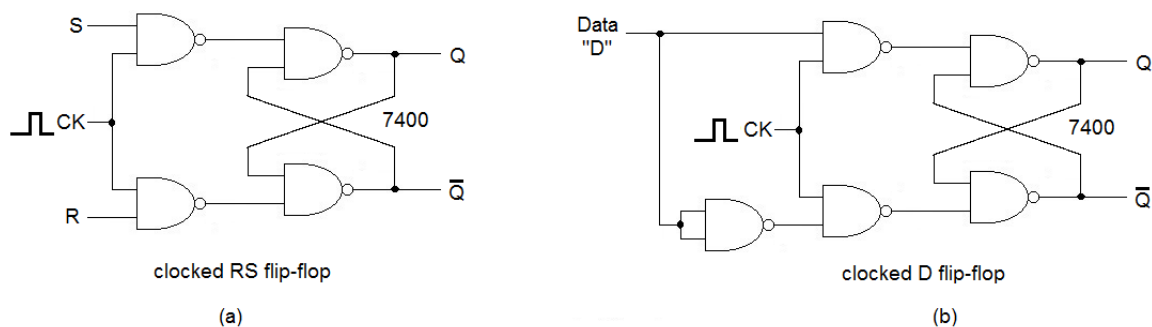 S
CK
R
Q
7400
Q̅
clocked RS flip-flop
(a)
Data
"D"
CK
Q
7400
Q̅
clocked D flip-flop
(b)